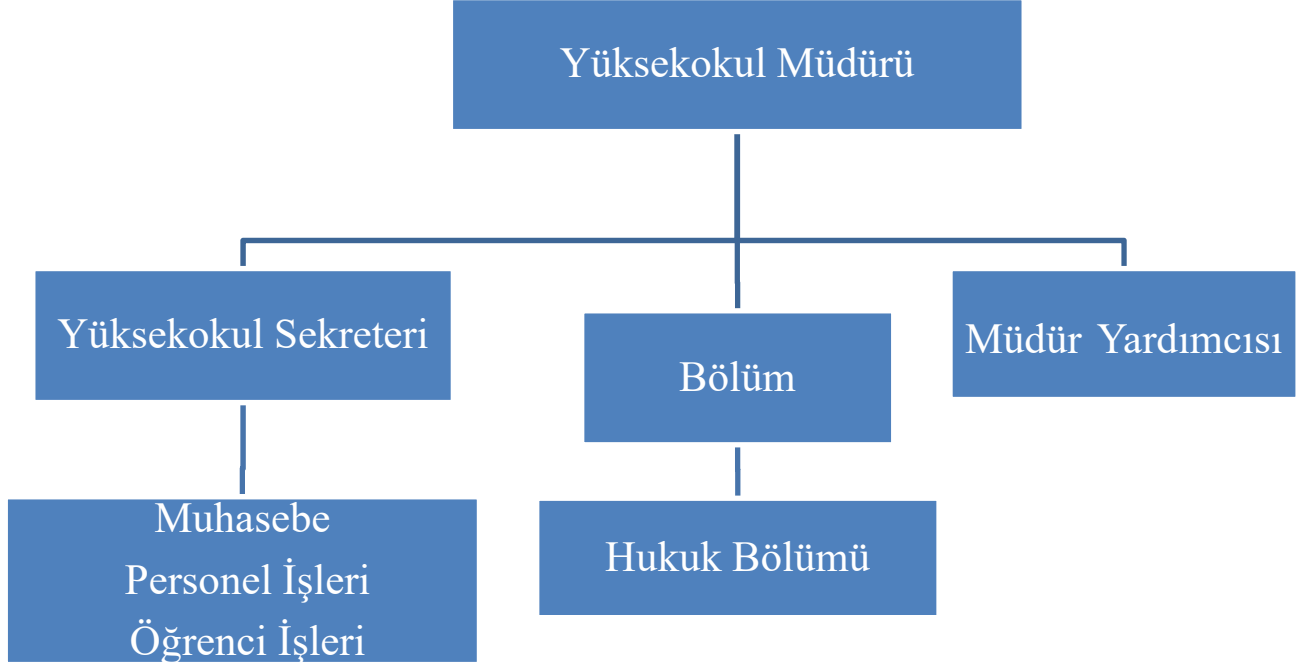 Yüksekokul Müdürü
Yüksekokul Sekreteri
Bölüm
Müdür Yardımcısı
Muhasebe
Personel İşleri
Öğrenci İşleri
Hukuk Bölümü